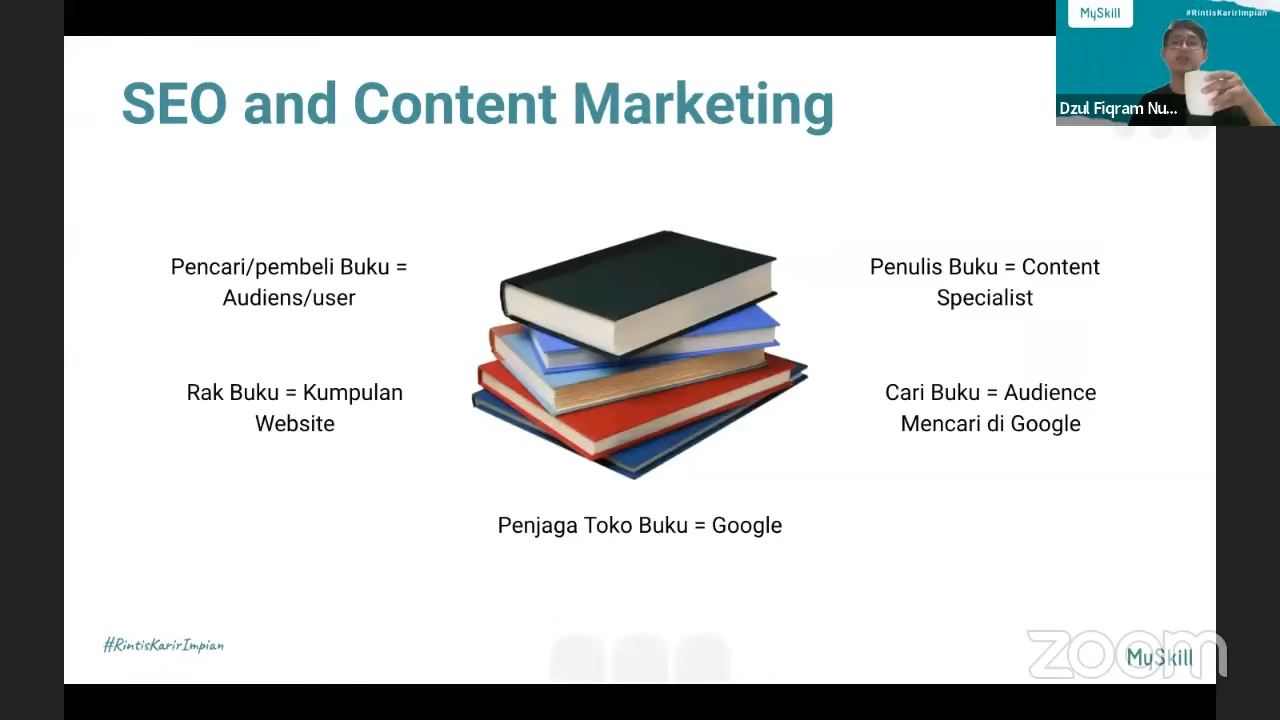 MySkill
#RintisKarirImpian
Dzul Fiqram Nu...
SEO and Content Marketing
Pencari/pembeli Buku =
Audiens/user
Penulis Buku = Content
Specialist
Rak Buku = Kumpulan
Website
Cari Buku = Audience
Mencari di Google
Penjaga Toko Buku = Google
#RintisKarirImpian
zoom
MySkill